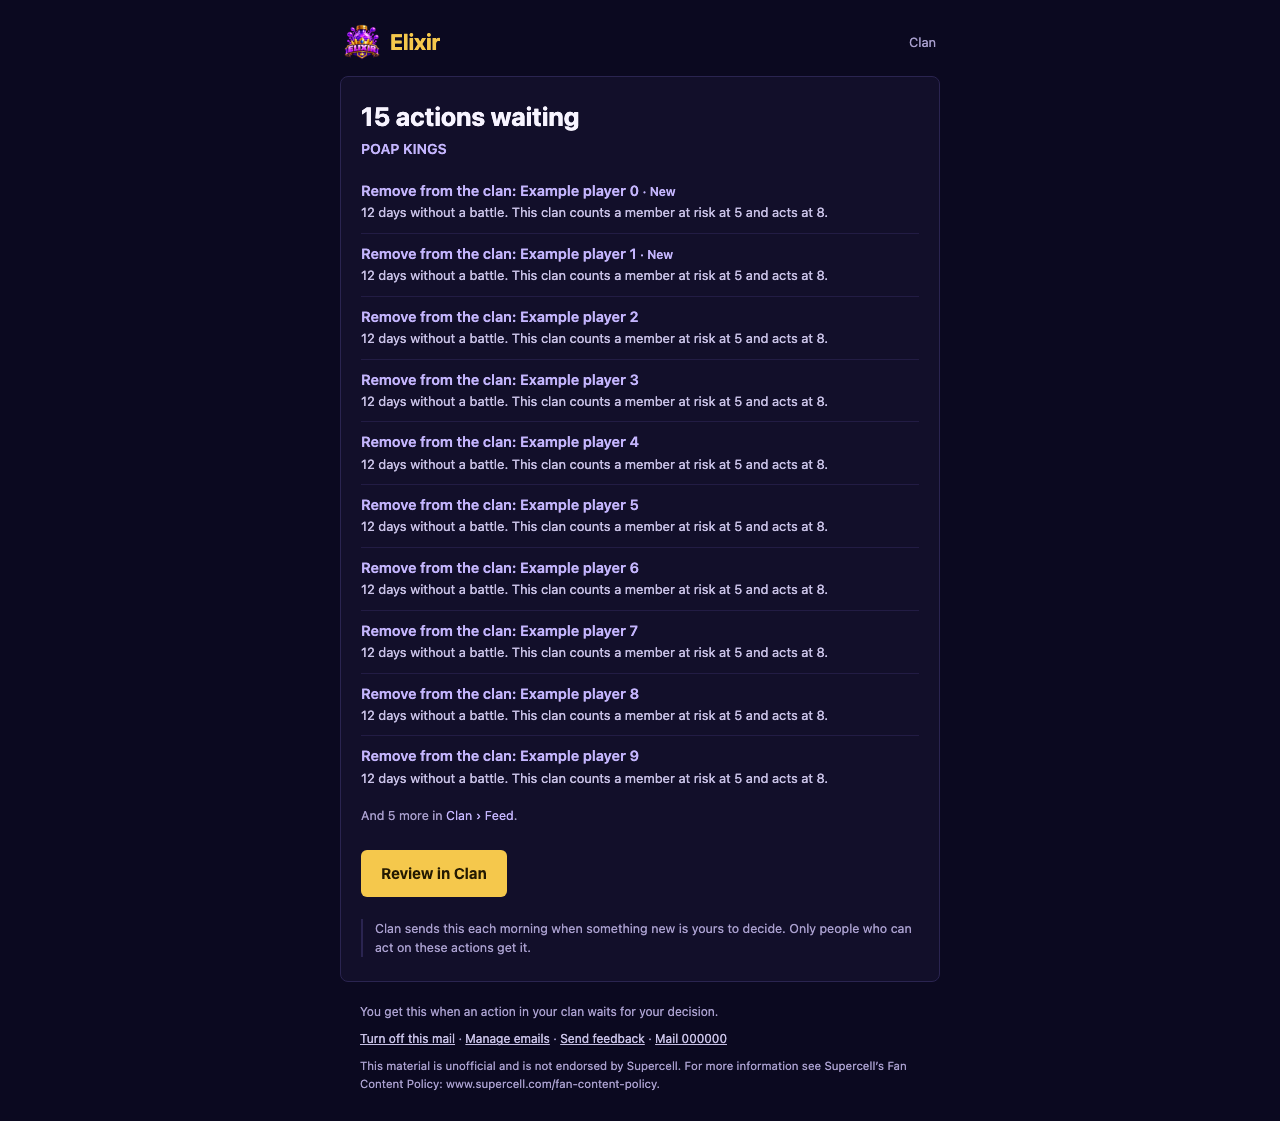 ELIXIR
Elixir
Clan
15 actions waiting
POAP KINGS
Remove from the clan: Example player 0 · New
12 days without a battle. This clan counts a member at risk at 5 and acts at 8.
Remove from the clan: Example player 1 · New
12 days without a battle. This clan counts a member at risk at 5 and acts at 8.
Remove from the clan: Example player 2
12 days without a battle. This clan counts a member at risk at 5 and acts at 8.
Remove from the clan: Example player 3
12 days without a battle. This clan counts a member at risk at 5 and acts at 8.
Remove from the clan: Example player 4
12 days without a battle. This clan counts a member at risk at 5 and acts at 8.
Remove from the clan: Example player 5
12 days without a battle. This clan counts a member at risk at 5 and acts at 8.
Remove from the clan: Example player 6
12 days without a battle. This clan counts a member at risk at 5 and acts at 8.
Remove from the clan: Example player 7
12 days without a battle. This clan counts a member at risk at 5 and acts at 8.
Remove from the clan: Example player 8
12 days without a battle. This clan counts a member at risk at 5 and acts at 8.
Remove from the clan: Example player 9
12 days without a battle. This clan counts a member at risk at 5 and acts at 8.
And 5 more in Clan › Feed.
Review in Clan
Clan sends this each morning when something new is yours to decide. Only people who can
act on these actions get it.
You get this when an action in your clan waits for your decision.
Turn off this mail · Manage emails · Send feedback · Mail 000000
This material is unofficial and is not endorsed by Supercell. For more information see Supercell’s Fan
Content Policy: www.supercell.com/fan-content-policy.